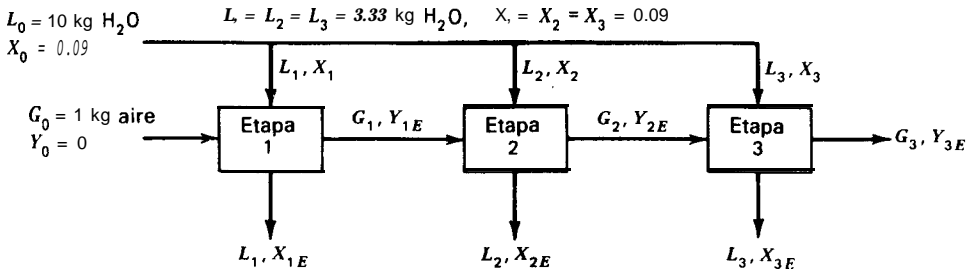 L₀ = 10 kg H₂O
L, = L₂ = L₃ = 3.33 kg H₂O, X, = X₂ = X₃ = 0.09
X₀ = 0.09
L₁, X₁
L₂, X₂
L₃, X₃
G₀ = 1 kg aire
Y₀ = 0
Etapa
1
G₁, Y₁E
Etapa
2
G₂, Y₂E
Etapa
3
G₃, Y₃E
L₁, X₁E
L₂, X₂E
L₃, X₃E